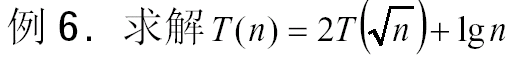 例 6．求解 T(n) = 2T(√n) + lg n